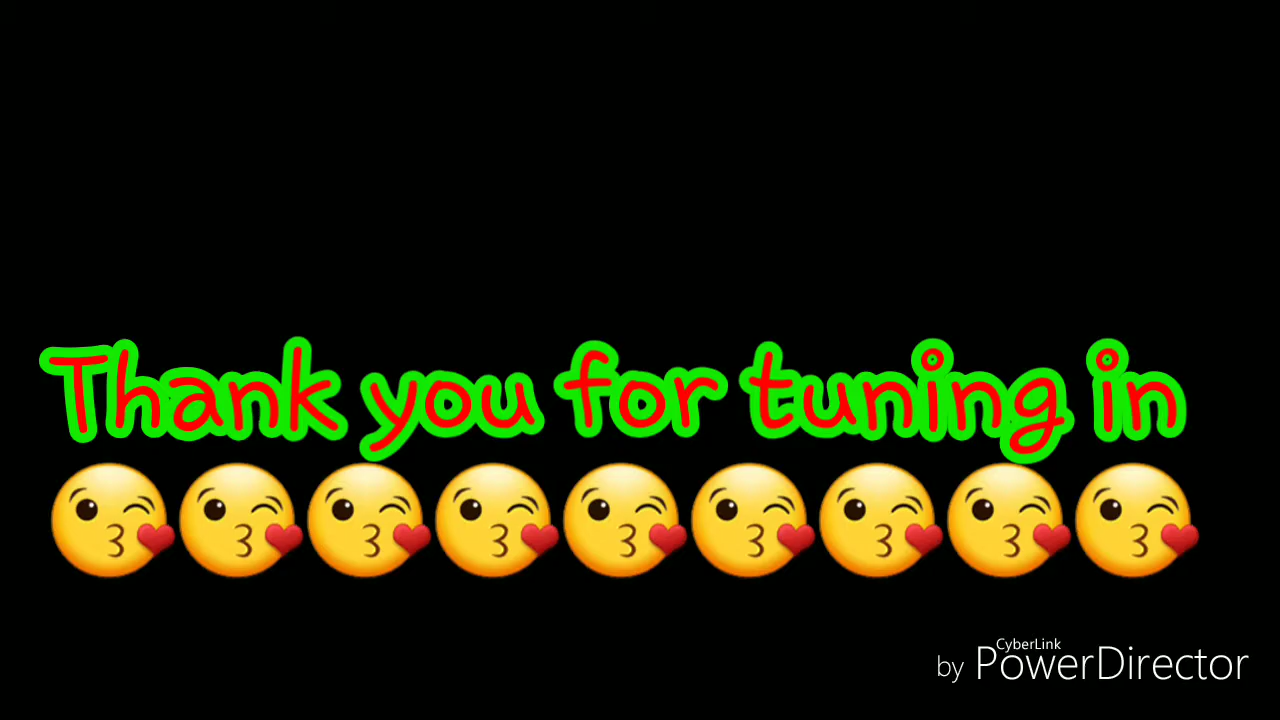 Thank you for tuning in
😘😘😘😘😘😘😘😘😘
CyberLink
by PowerDirector